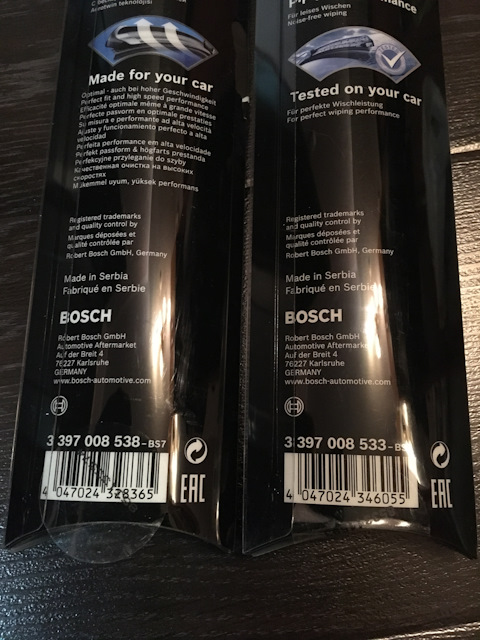 Aerotwin teknolojisi
Made for your car
Optimal - auch bei hoher Geschwindigkeit
Perfect fit and high speed performance
Efficacité optimale même à grande vitesse
Perfecte pasvorm en optimale prestaties
Su misura e performante ad alta velocità
Ajuste y funcionamiento perfecto a alta
velocidad
Perfeita performance em alta velocidade
Perfekt passform & högfarts prestanda
Perfekcyjne przyleganie do szyby
Качественная очистка на высоких
скоростях
Mükemmel uyum, yüksek performans
Registered trademarks
and quality control by
Marques déposées et
qualité contrôlée par
Robert Bosch GmbH, Germany
Made in Serbia
Fabriqué en Serbie
BOSCH
Robert Bosch GmbH
Automotive Aftermarket
Auf der Breit 4
76227 Karlsruhe
GERMANY
www.bosch-automotive.com
3 397 008 538-BS7
4 047024 328365
EAC
Für leises Wischen
Noise-free wiping
TESTED
Tested on your car
Für perfekte Wischleistung
For perfect wiping performance
Registered trademarks
and quality control by
Marques déposées et
qualité contrôlée par
Robert Bosch GmbH, Germany
Made in Serbia
Fabriqué en Serbie
BOSCH
Robert Bosch GmbH
Automotive Aftermarket
Auf der Breit 4
76227 Karlsruhe
GERMANY
www.bosch-automotive.com
3 397 008 533-BS7
4 047024 346055
EAC